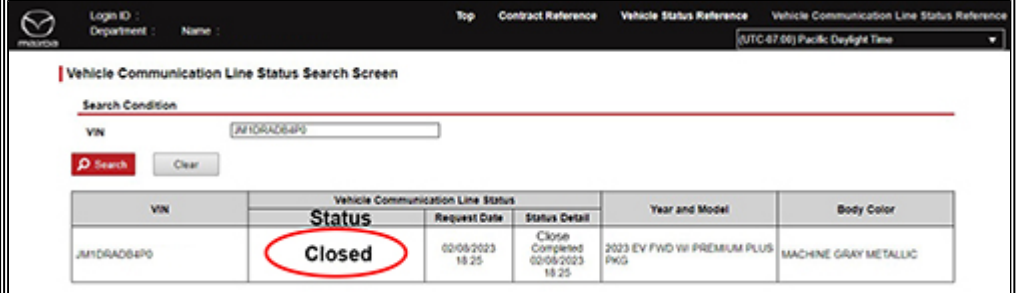 Login ID :
Department : Name :
Top Contract Reference Vehicle Status Reference Vehicle Communication Line Status Reference
mazda
(UTC-07:00) Pacific Daylight Time
Vehicle Communication Line Status Search Screen
Search Condition
VIN JM1DRADB4P0
Search Clear
VIN Vehicle Communication Line Status Year and Model Body Color
Status Request Date Status Detail
JM1DRADB4P0 Closed 02/08/2023 18:25 Close Completed 02/08/2023 18:25 2023 EV FWD W/ PREMIUM PLUS PKG MACHINE GRAY METALLIC